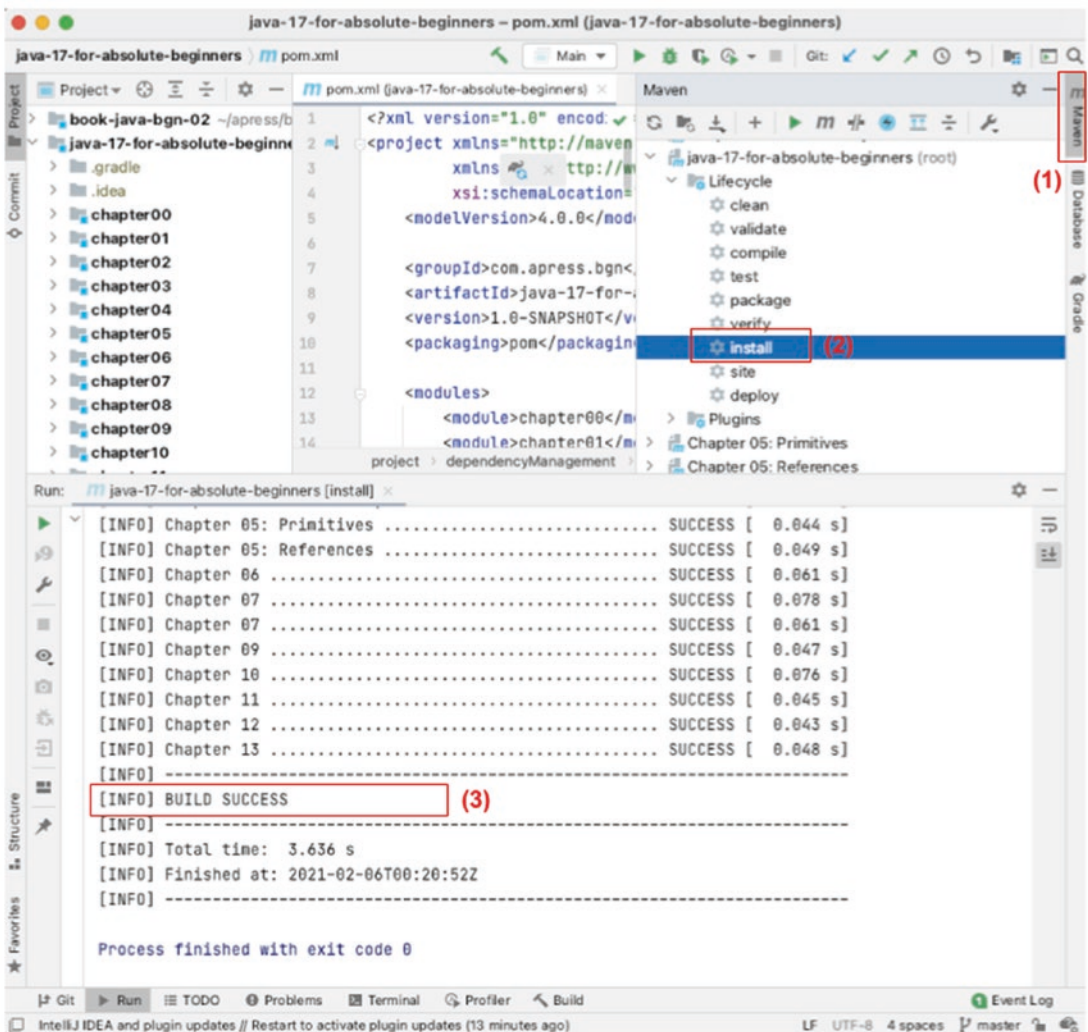 java-17-for-absolute-beginners – pom.xml (java-17-for-absolute-beginners)
java-17-for-absolute-beginners
pom.xml
Main
Git:
Project
book-java-bgn-02 ~/apress/b
java-17-for-absolute-beginne
.gradle
.idea
chapter00
chapter01
chapter02
chapter03
chapter04
chapter05
chapter06
chapter07
chapter08
chapter09
chapter10
Project
Commit
Structure
Favorites
pom.xml (java-17-for-absolute-beginners)
1 <?xml version="1.0" encod
2 <project xmlns="http://maven
3 xmlns ttp://w
4 xsi:schemaLocation=
5 <modelVersion>4.0.0</mode
6
7 <groupId>com.apress.bgn<
8 <artifactId>java-17-for-a
9 <version>1.0-SNAPSHOT</ve
10 <packaging>pom</packagin
11
12 <modules>
13 <module>chapter00</m
14 <module>chapter01</m
project > dependencyManagement
Maven
java-17-for-absolute-beginners (root)
Lifecycle
clean
validate
compile
test
package
verify
install (2)
site
deploy
Plugins
Chapter 05: Primitives
Chapter 05: References
Maven
(1)
Database
Gradle
Run: java-17-for-absolute-beginners [install]
[INFO] Chapter 05: Primitives ............................. SUCCESS [ 0.044 s]
[INFO] Chapter 05: References ............................. SUCCESS [ 0.049 s]
[INFO] Chapter 06 ......................................... SUCCESS [ 0.061 s]
[INFO] Chapter 07 ......................................... SUCCESS [ 0.078 s]
[INFO] Chapter 07 ......................................... SUCCESS [ 0.061 s]
[INFO] Chapter 09 ......................................... SUCCESS [ 0.047 s]
[INFO] Chapter 10 ......................................... SUCCESS [ 0.076 s]
[INFO] Chapter 11 ......................................... SUCCESS [ 0.045 s]
[INFO] Chapter 12 ......................................... SUCCESS [ 0.043 s]
[INFO] Chapter 13 ......................................... SUCCESS [ 0.048 s]
[INFO] ------------------------------------------------------------------------
[INFO] BUILD SUCCESS (3)
[INFO] ------------------------------------------------------------------------
[INFO] Total time: 3.636 s
[INFO] Finished at: 2021-02-06T00:20:52Z
[INFO] ------------------------------------------------------------------------
Process finished with exit code 0
Git Run TODO Problems Terminal Profiler Build 1 Event Log
IntelliJ IDEA and plugin updates // Restart to activate plugin updates (13 minutes ago) LF UTF-8 4 spaces master